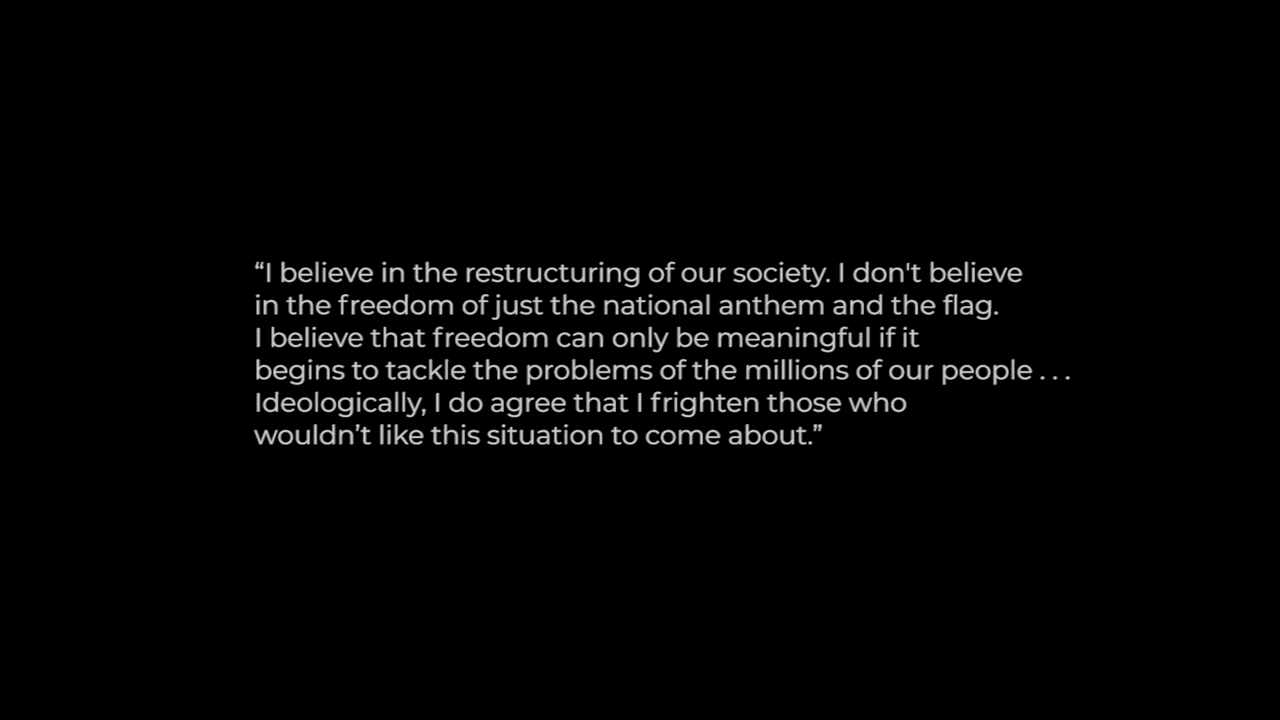 “I believe in the restructuring of our society. I don't believe
in the freedom of just the national anthem and the flag.
I believe that freedom can only be meaningful if it
begins to tackle the problems of the millions of our people . . .
Ideologically, I do agree that I frighten those who
wouldn’t like this situation to come about.”